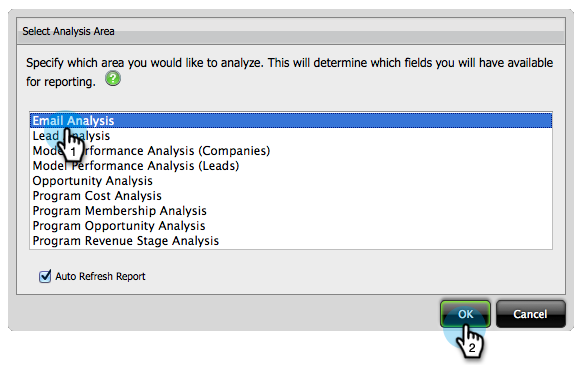 Select Analysis Area
Specify which area you would like to analyze. This will determine which fields you will have available
for reporting. ?
Email Analysis
Lead Analysis
Model Performance Analysis (Companies)
Model Performance Analysis (Leads)
Opportunity Analysis
Program Cost Analysis
Program Membership Analysis
Program Opportunity Analysis
Program Revenue Stage Analysis
1
Auto Refresh Report
OK Cancel
2